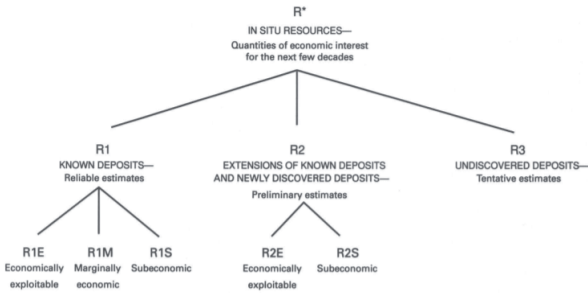 R*
IN SITU RESOURCES—
Quantities of economic interest
for the next few decades
R1
KNOWN DEPOSITS—
Reliable estimates
R2
EXTENSIONS OF KNOWN DEPOSITS
AND NEWLY DISCOVERED DEPOSITS—
Preliminary estimates
R3
UNDISCOVERED DEPOSITS—
Tentative estimates
R1E
Economically
exploitable
R1M
Marginally
economic
R1S
Subeconomic
R2E
Economically
exploitable
R2S
Subeconomic